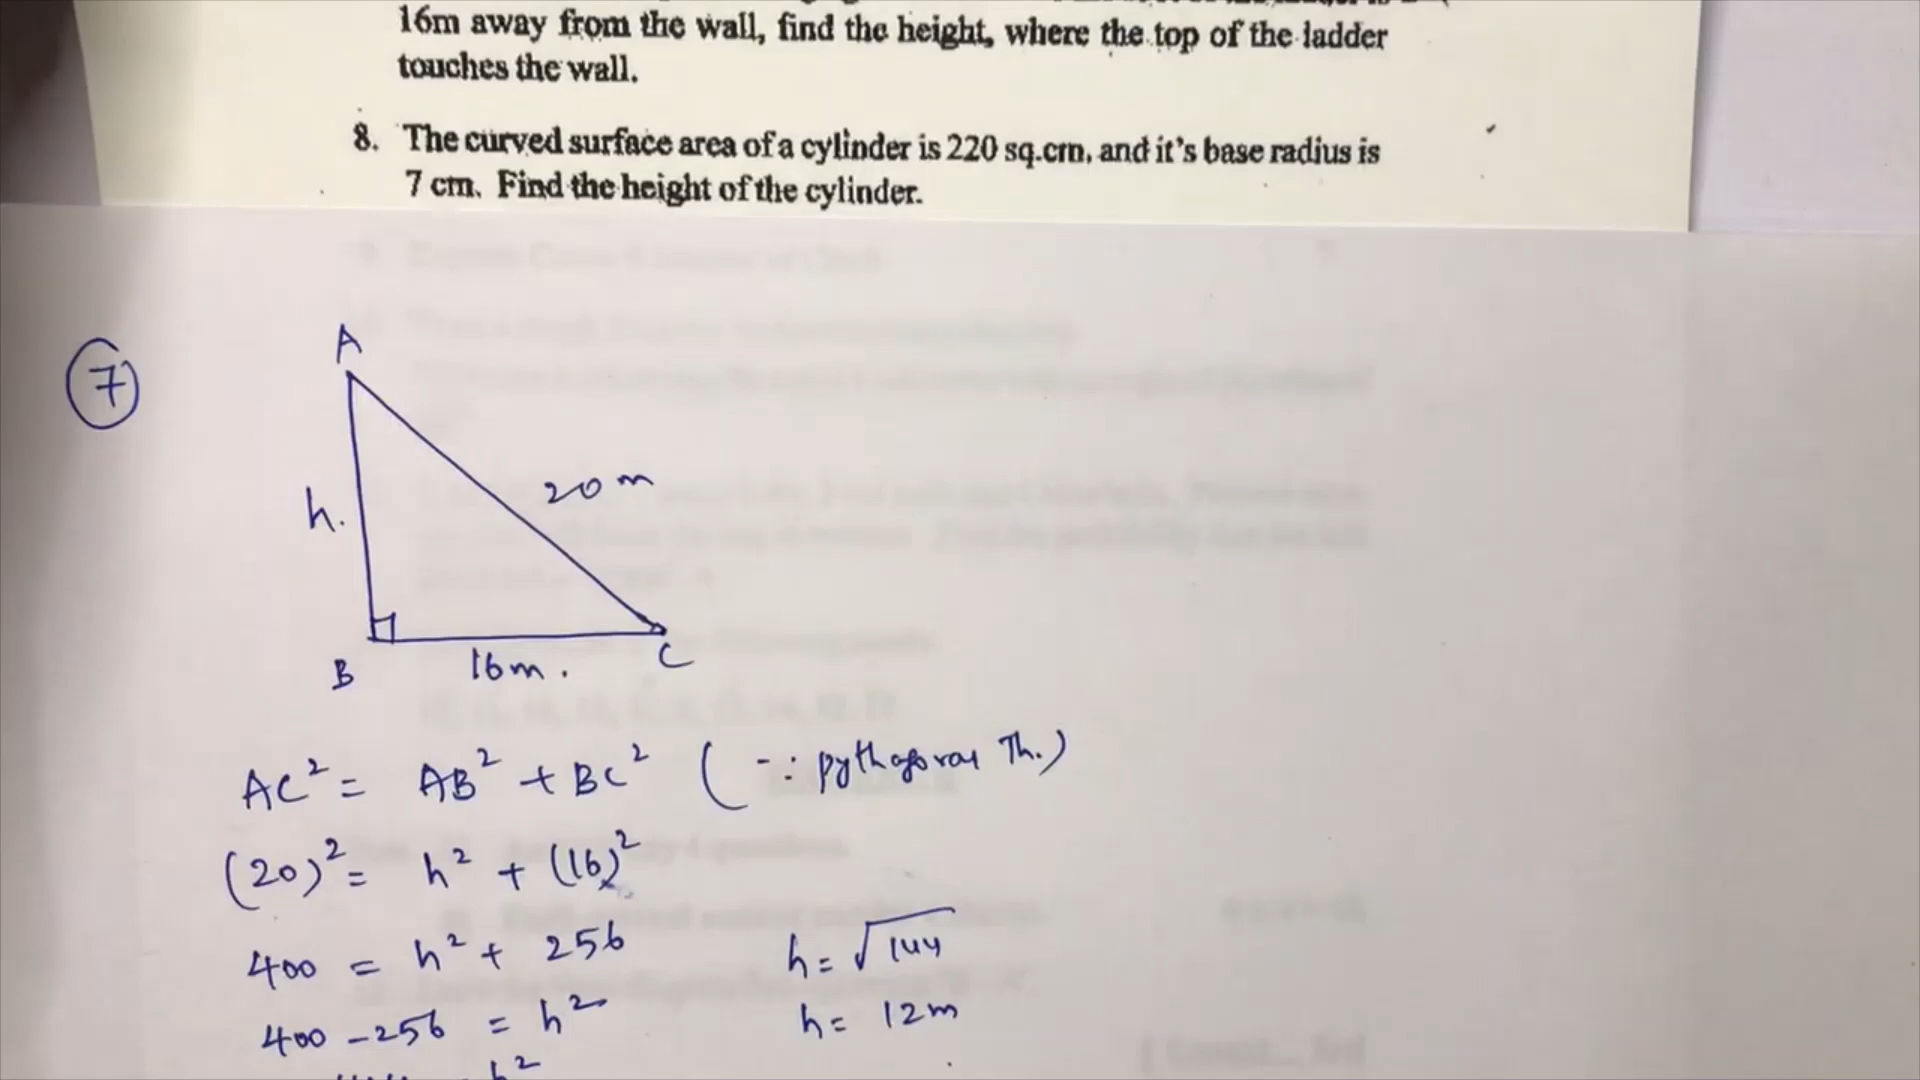 16m away from the wall, find the height, where the top of the ladder
touches the wall.
8. The curved surface area of a cylinder is 220 sq.cm, and it's base radius is
7 cm. Find the height of the cylinder.
7
A
h.
20 m
B
16m.
C
AC² = AB² + BC² (∵ pythagoras Th.)
(20)² = h² + (16)²
400 = h² + 256
h = √144
400 - 256 = h²
h = 12m
h²